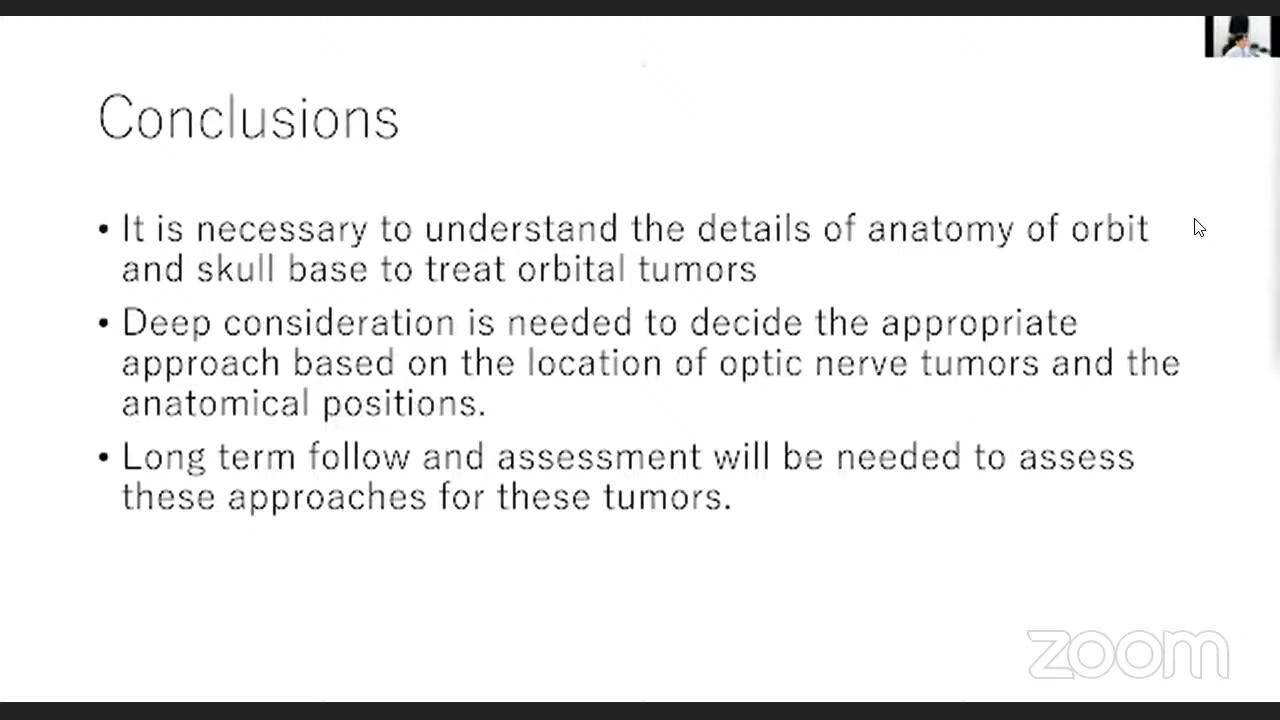 Conclusions
• It is necessary to understand the details of anatomy of orbit
and skull base to treat orbital tumors
• Deep consideration is needed to decide the appropriate
approach based on the location of optic nerve tumors and the
anatomical positions.
• Long term follow and assessment will be needed to assess
these approaches for these tumors.
zoom